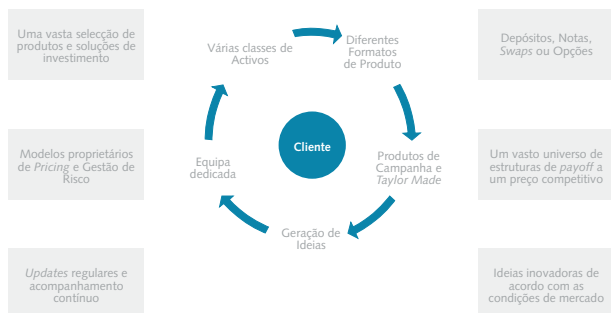 Uma vasta selecção de
produtos e soluções de
investimento
Modelos proprietários
de Pricing e Gestão de
Risco
Updates regulares e
acompanhamento
contínuo
Várias classes de
Activos
Diferentes
Formatos
de Produto
Cliente
Equipa
dedicada
Produtos de
Campanha e
Taylor Made
Geração de
Ideias
Depósitos, Notas,
Swaps ou Opções
Um vasto universo de
estruturas de payoff a
um preço competitivo
Ideias inovadoras de
acordo com as
condições de mercado